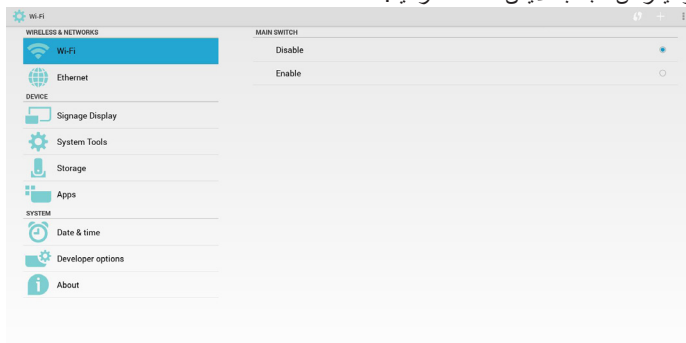 Wi-Fi
WIRELESS & NETWORKS
Wi-Fi
Ethernet
DEVICE
Signage Display
System Tools
Storage
Apps
SYSTEM
Date & time
Developer options
About
MAIN SWITCH
Disable
Enable